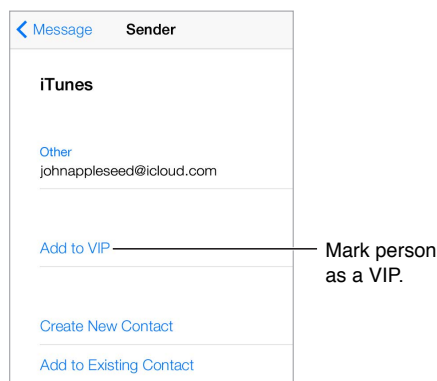 Message Sender
iTunes
Other
johnappleseed@icloud.com
Add to VIP
Mark person
as a VIP.
Create New Contact
Add to Existing Contact